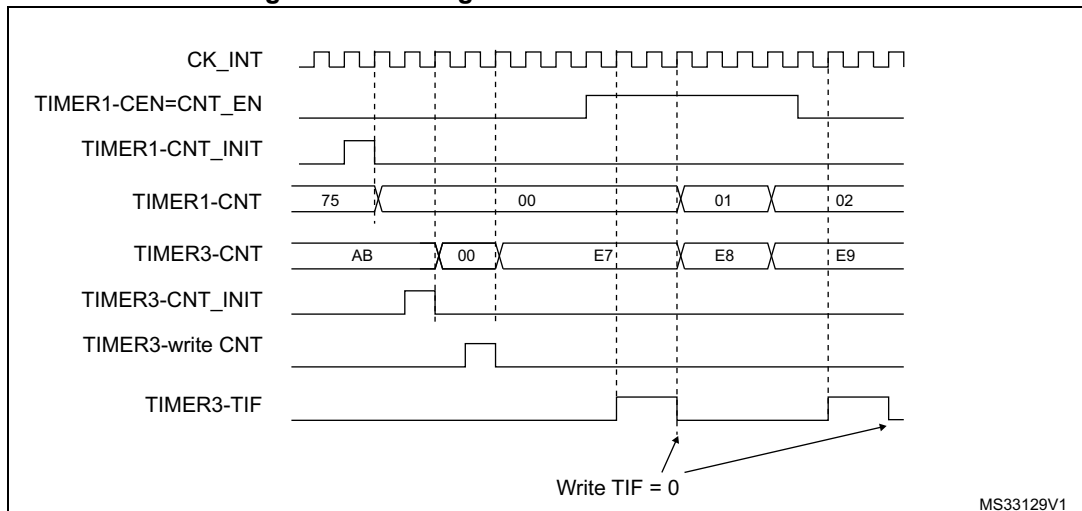 CK_INT
TIMER1-CEN=CNT_EN
TIMER1-CNT_INIT
TIMER1-CNT 75 00 01 02
TIMER3-CNT AB 00 E7 E8 E9
TIMER3-CNT_INIT
TIMER3-write CNT
TIMER3-TIF
Write TIF = 0
MS33129V1